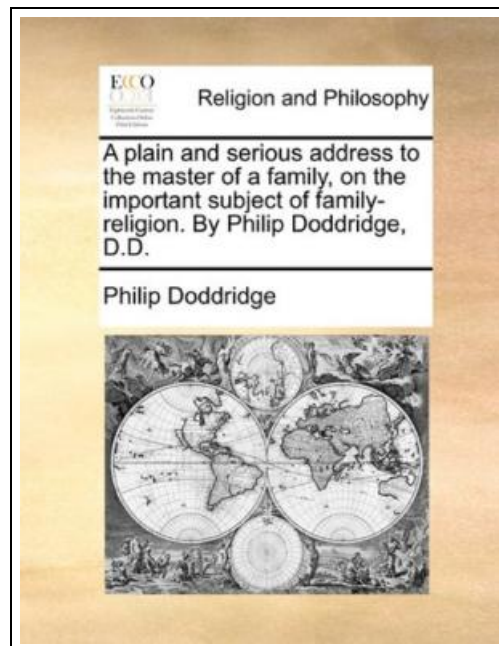 ECCO
Religion and Philosophy
A plain and serious address to
the master of a family, on the
important subject of family-
religion. By Philip Doddridge,
D.D.
Philip Doddridge